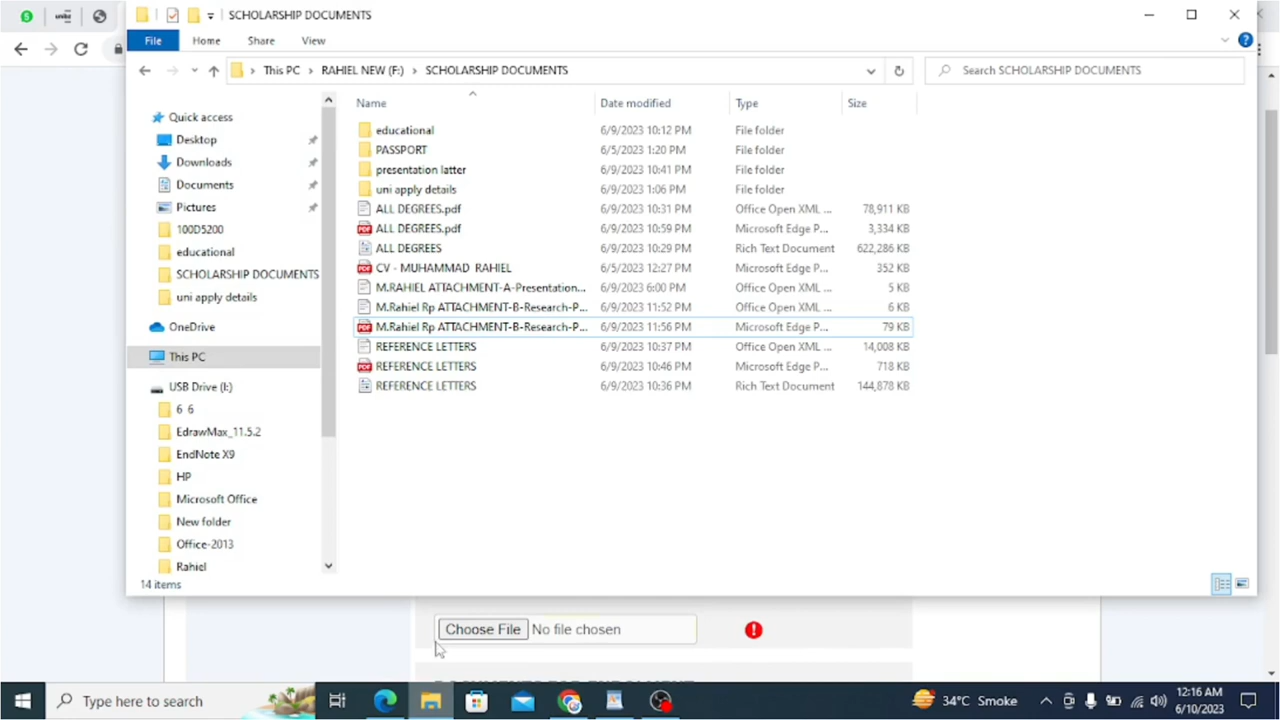 SCHOLARSHIP DOCUMENTS
File Home Share View
This PC > RAHIEL NEW (F:) > SCHOLARSHIP DOCUMENTS
Search SCHOLARSHIP DOCUMENTS
Name Date modified Type Size
educational 6/9/2023 10:12 PM File folder
PASSPORT 6/5/2023 1:20 PM File folder
presentation latter 6/9/2023 10:41 PM File folder
uni apply details 6/9/2023 1:06 PM File folder
ALL DEGREES.pdf 6/9/2023 10:31 PM Office Open XML ... 78,911 KB
ALL DEGREES.pdf 6/9/2023 10:59 PM Microsoft Edge P... 3,334 KB
ALL DEGREES 6/9/2023 10:29 PM Rich Text Document 622,286 KB
CV - MUHAMMAD RAHIEL 6/5/2023 12:27 PM Microsoft Edge P... 352 KB
M.RAHIEL ATTACHMENT-A-Presentation... 6/9/2023 6:00 PM Office Open XML ... 5 KB
M.Rahiel Rp ATTACHMENT-B-Research-P... 6/9/2023 11:52 PM Office Open XML ... 6 KB
M.Rahiel Rp ATTACHMENT-B-Research-P... 6/9/2023 11:56 PM Microsoft Edge P... 79 KB
REFERENCE LETTERS 6/9/2023 10:37 PM Office Open XML ... 14,008 KB
REFERENCE LETTERS 6/9/2023 10:46 PM Microsoft Edge P... 718 KB
REFERENCE LETTERS 6/9/2023 10:36 PM Rich Text Document 144,878 KB
Quick access
Desktop
Downloads
Documents
Pictures
100D5200
educational
SCHOLARSHIP DOCUMENTS
uni apply details
OneDrive
This PC
USB Drive (I:)
6 6
EdrawMax_11.5.2
EndNote X9
HP
Microsoft Office
New folder
Office-2013
Rahiel
14 items
Choose File No file chosen
Type here to search
34°C Smoke
12:16 AM
6/10/2023